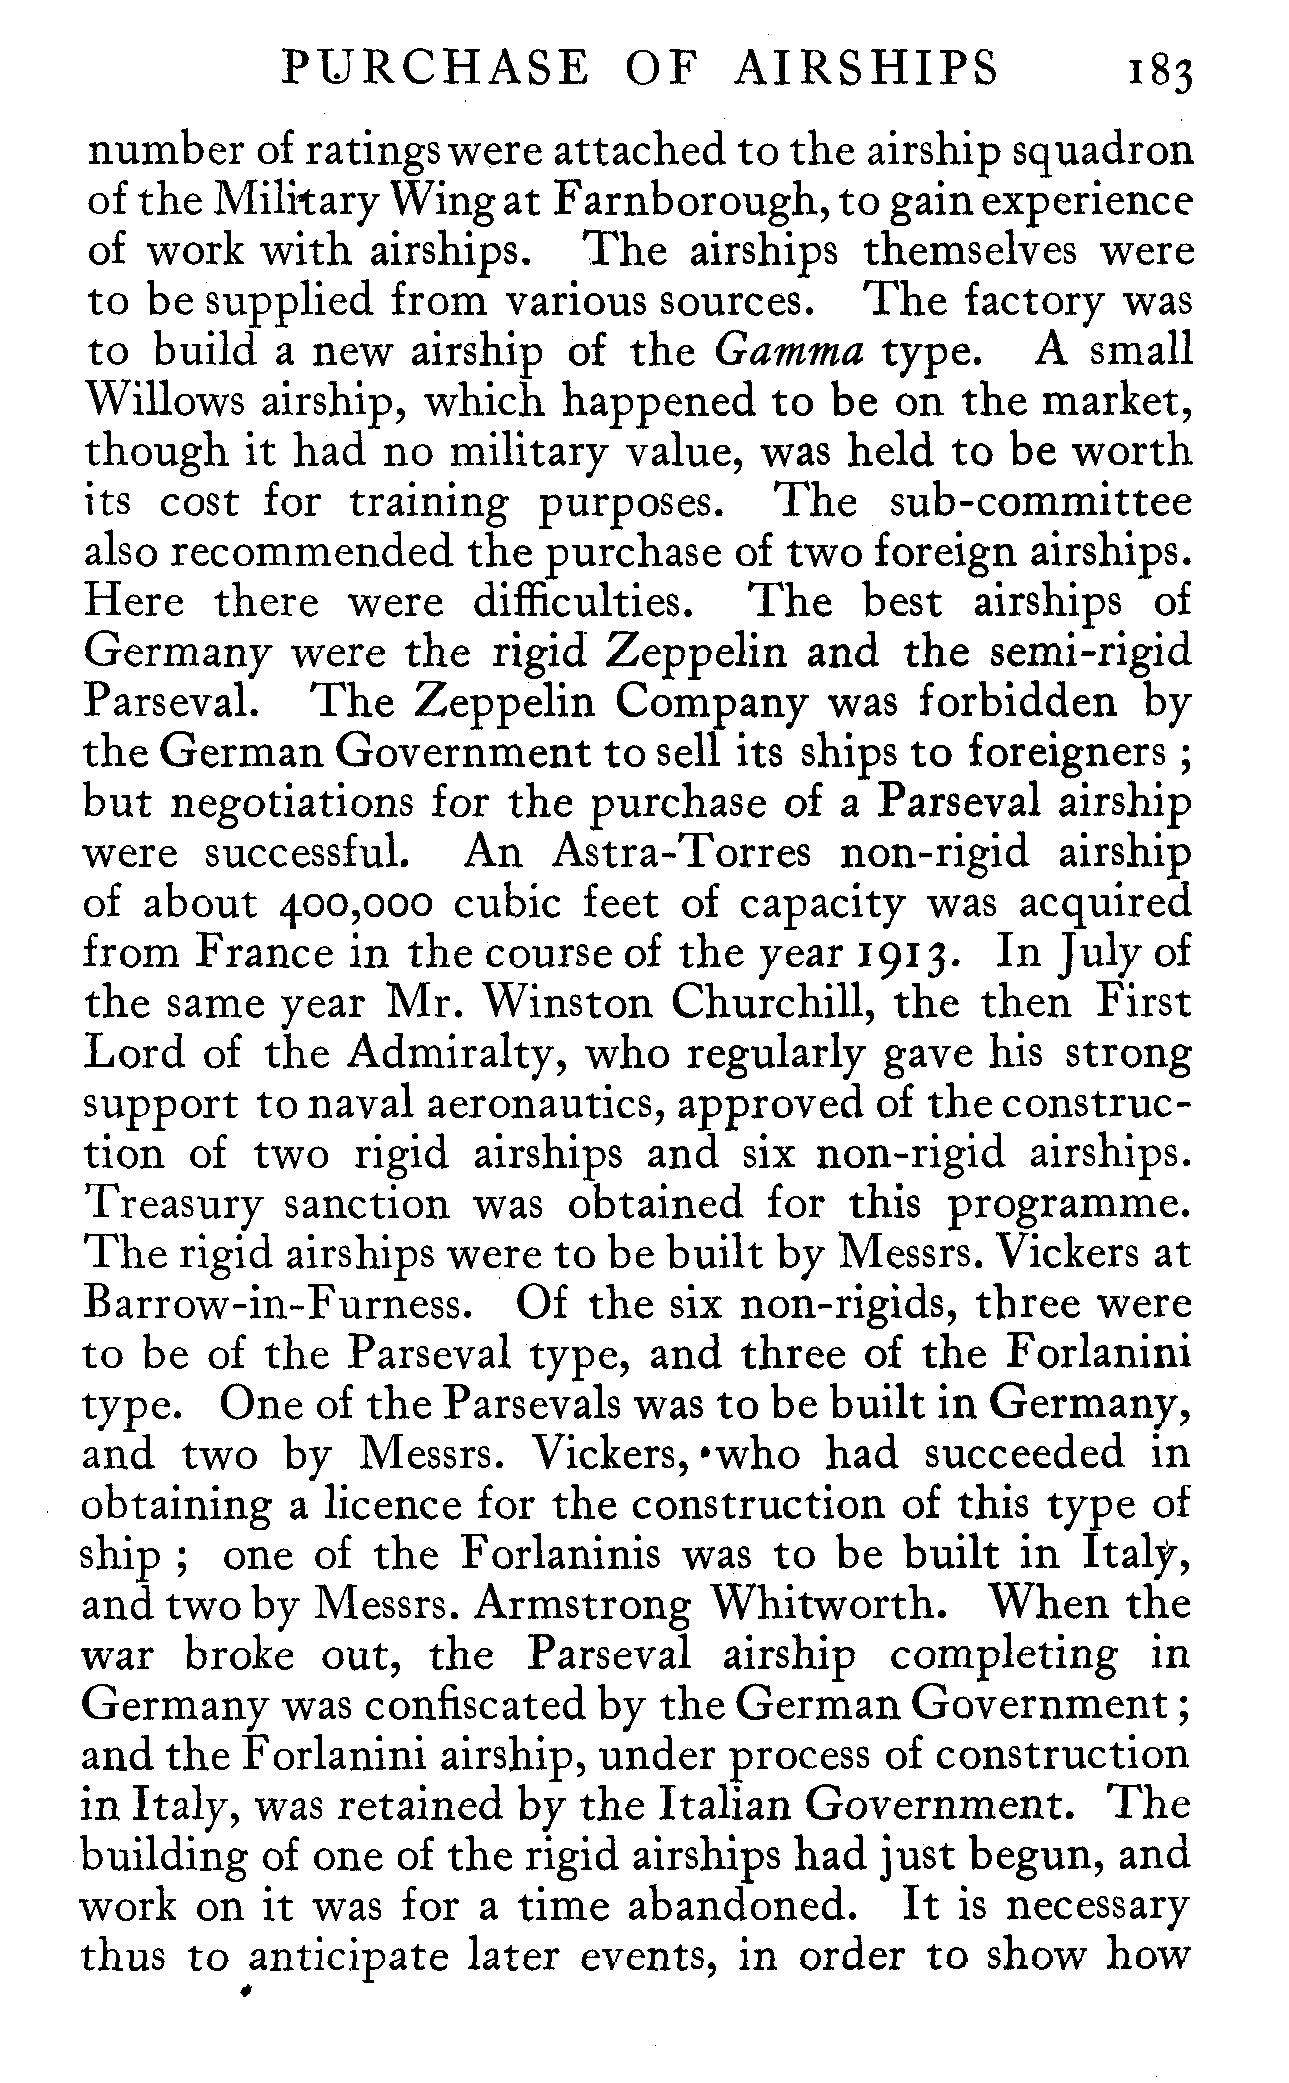 PURCHASE OF AIRSHIPS 183
number of ratings were attached to the airship squadron
of the Military Wing at Farnborough, to gain experience
of work with airships. The airships themselves were
to be supplied from various sources. The factory was
to build a new airship of the Gamma type. A small
Willows airship, which happened to be on the market,
though it had no military value, was held to be worth
its cost for training purposes. The sub-committee
also recommended the purchase of two foreign airships.
Here there were difficulties. The best airships of
Germany were the rigid Zeppelin and the semi-rigid
Parseval. The Zeppelin Company was forbidden by
the German Government to sell its ships to foreigners ;
but negotiations for the purchase of a Parseval airship
were successful. An Astra-Torres non-rigid airship
of about 400,000 cubic feet of capacity was acquired
from France in the course of the year 1913. In July of
the same year Mr. Winston Churchill, the then First
Lord of the Admiralty, who regularly gave his strong
support to naval aeronautics, approved of the construc-
tion of two rigid airships and six non-rigid airships.
Treasury sanction was obtained for this programme.
The rigid airships were to be built by Messrs. Vickers at
Barrow-in-Furness. Of the six non-rigids, three were
to be of the Parseval type, and three of the Forlanini
type. One of the Parsevals was to be built in Germany,
and two by Messrs. Vickers, who had succeeded in
obtaining a licence for the construction of this type of
ship ; one of the Forlaninis was to be built in Italy,
and two by Messrs. Armstrong Whitworth. When the
war broke out, the Parseval airship completing in
Germany was confiscated by the German Government ;
and the Forlanini airship, under process of construction
in Italy, was retained by the Italian Government. The
building of one of the rigid airships had just begun, and
work on it was for a time abandoned. It is necessary
thus to anticipate later events, in order to show how